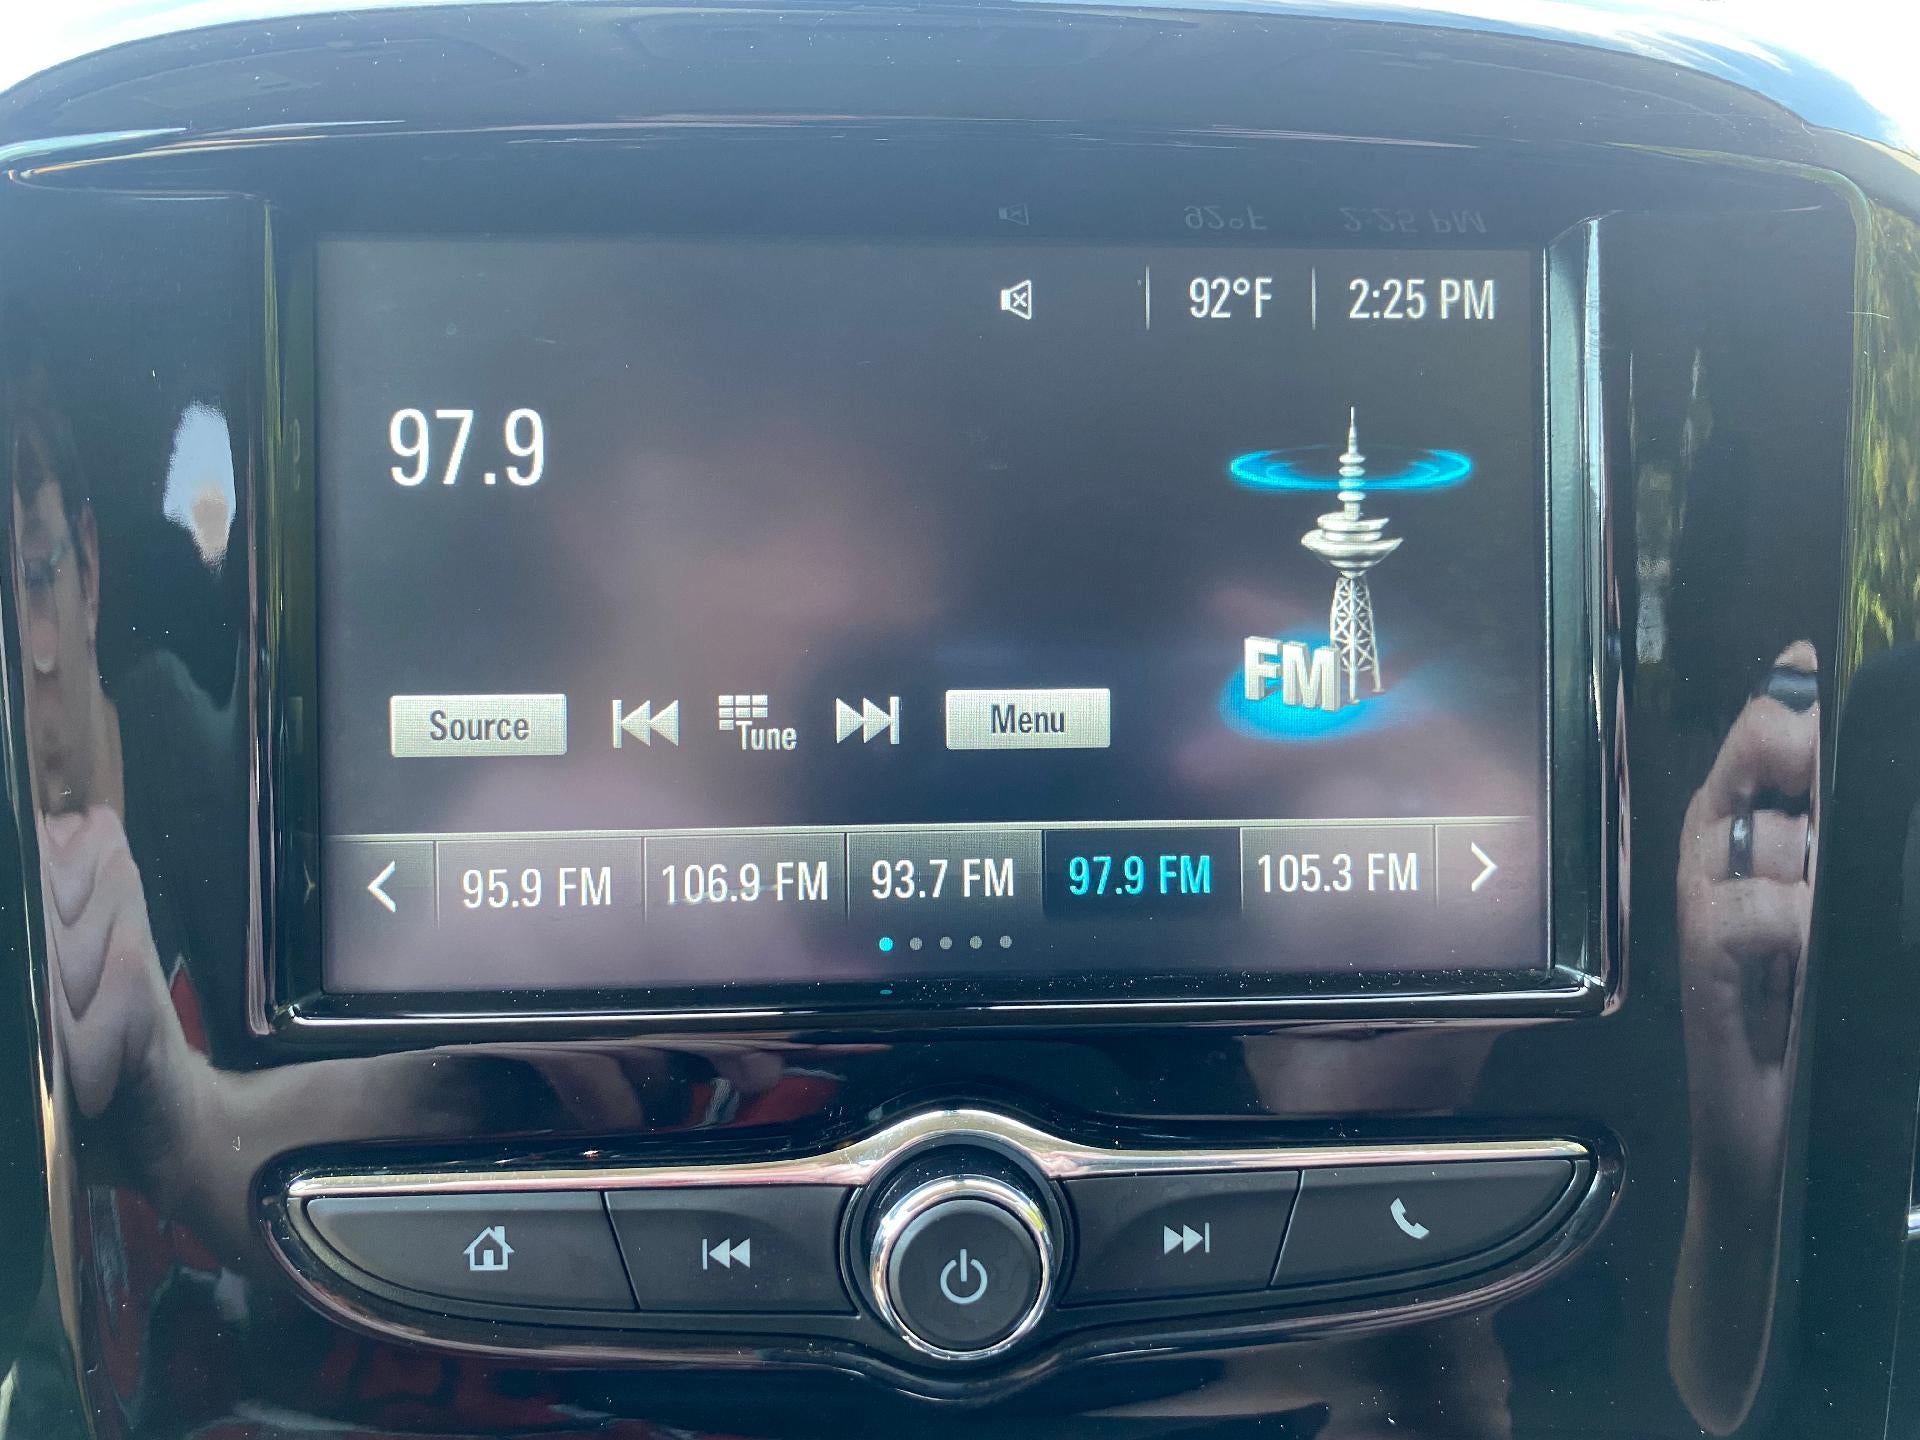 92°F 2:25 PM
97.9
FM
Source Tune Menu
95.9 FM 106.9 FM 93.7 FM 97.9 FM 105.3 FM